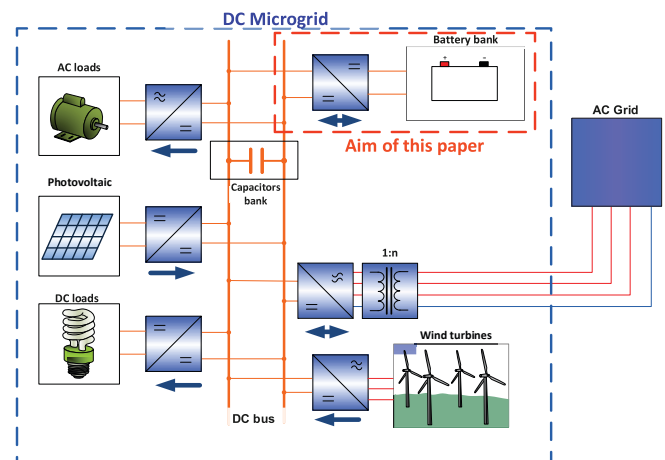 DC Microgrid
Battery bank
+ -
AC loads
AC Grid
Aim of this paper
Capacitors
bank
Photovoltaic
1:n
DC loads
Wind turbines
DC bus